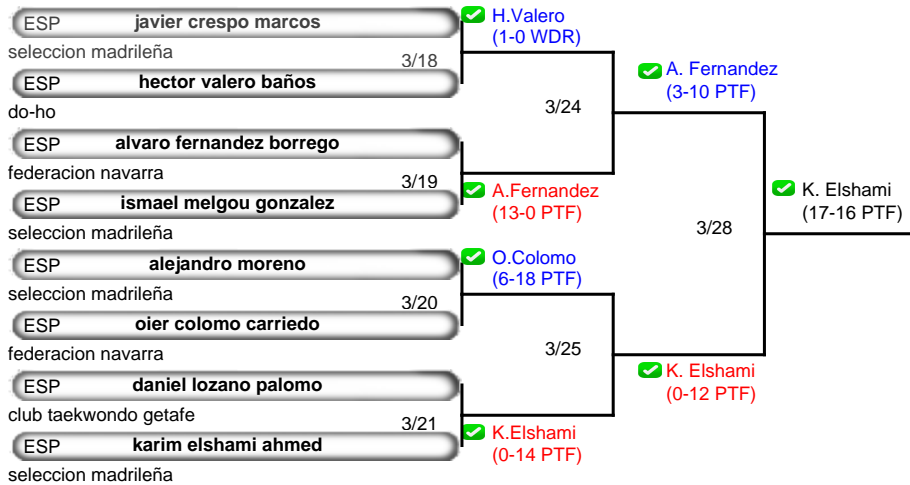 ESP javier crespo marcos
seleccion madrileña
3/18
ESP hector valero baños
do-ho
ESP alvaro fernandez borrego
federacion navarra
3/19
ESP ismael melgou gonzalez
seleccion madrileña
ESP alejandro moreno
seleccion madrileña
3/20
ESP oier colomo carriedo
federacion navarra
ESP daniel lozano palomo
club taekwondo getafe
3/21
ESP karim elshami ahmed
seleccion madrileña
H.Valero
(1-0 WDR)
3/24
A.Fernandez
(13-0 PTF)
O.Colomo
(6-18 PTF)
3/25
K.Elshami
(0-14 PTF)
A. Fernandez
(3-10 PTF)
3/28
K. Elshami
(0-12 PTF)
K. Elshami
(17-16 PTF)